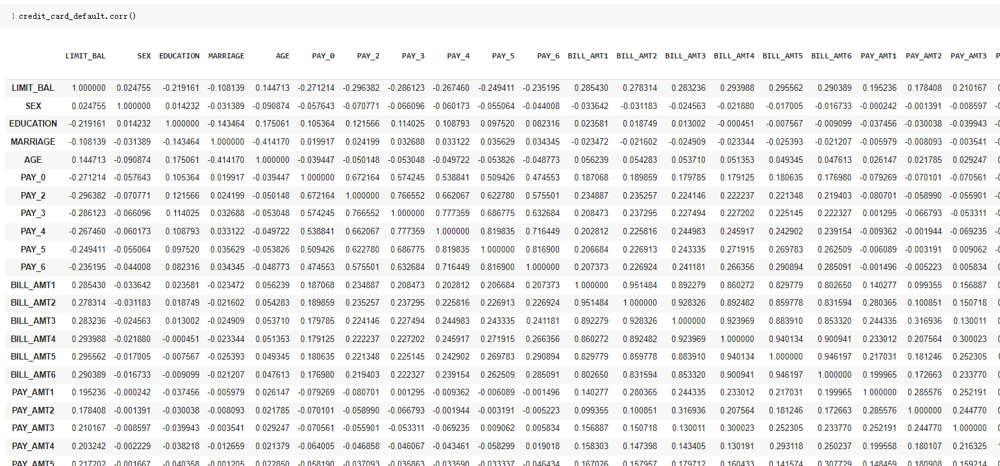 1 credit_card_default.corr()
LIMIT_BAL SEX EDUCATION MARRIAGE AGE PAY_0 PAY_2 PAY_3 PAY_4 PAY_5 PAY_6 BILL_AMT1 BILL_AMT2 BILL_AMT3 BILL_AMT4 BILL_AMT5 BILL_AMT6 PAY_AMT1 PAY_AMT2 PAY_AMT3
LIMIT_BAL 1.000000 0.024755 -0.219161 -0.108139 0.144713 -0.271214 -0.296382 -0.286123 -0.267460 -0.249411 -0.235195 0.285430 0.278314 0.283236 0.293988 0.295562 0.290389 0.195236 0.178408 0.210167
SEX 0.024755 1.000000 0.014232 -0.031389 -0.090874 -0.057643 -0.070771 -0.066096 -0.060173 -0.055064 -0.044008 -0.033642 -0.031183 -0.024563 -0.021880 -0.017005 -0.016733 -0.000242 -0.001391 -0.008597
EDUCATION -0.219161 0.014232 1.000000 -0.143464 0.175061 0.105364 0.121566 0.114025 0.108793 0.097520 0.082316 0.023581 0.018749 0.013002 -0.000451 -0.007567 -0.009099 -0.037456 -0.030038 -0.039943
MARRIAGE -0.108139 -0.031389 -0.143464 1.000000 -0.414170 0.019917 0.024199 0.032688 0.033122 0.035629 0.034345 -0.023472 -0.021602 -0.024909 -0.023344 -0.025393 -0.021207 -0.005979 -0.008093 -0.003541
AGE 0.144713 -0.090874 0.175061 -0.414170 1.000000 -0.039447 -0.050148 -0.053048 -0.049722 -0.053826 -0.048773 0.056239 0.054283 0.053710 0.051353 0.049345 0.047613 0.026147 0.021785 0.029247
PAY_0 -0.271214 -0.057643 0.105364 0.019917 -0.039447 1.000000 0.672164 0.574245 0.538841 0.509426 0.474553 0.187068 0.189859 0.179785 0.179125 0.180635 0.176980 -0.079269 -0.070101 -0.070561
PAY_2 -0.296382 -0.070771 0.121566 0.024199 -0.050148 0.672164 1.000000 0.766552 0.662067 0.622780 0.575501 0.234887 0.235257 0.224146 0.222237 0.221348 0.219403 -0.080701 -0.058990 -0.055901
PAY_3 -0.286123 -0.066096 0.114025 0.032688 -0.053048 0.574245 0.766552 1.000000 0.777359 0.686775 0.632684 0.208473 0.237295 0.227494 0.227202 0.225145 0.222327 0.001295 -0.066793 -0.053311
PAY_4 -0.267460 -0.060173 0.108793 0.033122 -0.049722 0.538841 0.662067 0.777359 1.000000 0.819835 0.716449 0.202812 0.225816 0.244983 0.245917 0.242902 0.239154 -0.009362 -0.001944 -0.069235
PAY_5 -0.249411 -0.055064 0.097520 0.035629 -0.053826 0.509426 0.622780 0.686775 0.819835 1.000000 0.816900 0.206684 0.226913 0.243335 0.271915 0.269783 0.262509 -0.006089 -0.003191 0.009062
PAY_6 -0.235195 -0.044008 0.082316 0.034345 -0.048773 0.474553 0.575501 0.632684 0.716449 0.816900 1.000000 0.207373 0.226924 0.241181 0.266356 0.290894 0.285091 -0.001496 -0.005223 0.005834
BILL_AMT1 0.285430 -0.033642 0.023581 -0.023472 0.056239 0.187068 0.234887 0.208473 0.202812 0.206684 0.207373 1.000000 0.951484 0.892279 0.860272 0.829779 0.802650 0.140277 0.099355 0.156887
BILL_AMT2 0.278314 -0.031183 0.018749 -0.021602 0.054283 0.189859 0.235257 0.237295 0.225816 0.226913 0.226924 0.951484 1.000000 0.928326 0.892482 0.859778 0.831594 0.280365 0.100851 0.150718
BILL_AMT3 0.283236 -0.024563 0.013002 -0.024909 0.053710 0.179785 0.224146 0.227494 0.244983 0.243335 0.241181 0.892279 0.928326 1.000000 0.923969 0.883910 0.853320 0.244335 0.316936 0.130011
BILL_AMT4 0.293988 -0.021880 -0.000451 -0.023344 0.051353 0.179125 0.222237 0.227202 0.245917 0.271915 0.266356 0.860272 0.892482 0.923969 1.000000 0.940134 0.900941 0.233012 0.207564 0.300023
BILL_AMT5 0.295562 -0.017005 -0.007567 -0.025393 0.049345 0.180635 0.221348 0.225145 0.242902 0.269783 0.290894 0.829779 0.859778 0.883910 0.940134 1.000000 0.946197 0.217031 0.181246 0.252305
BILL_AMT6 0.290389 -0.016733 -0.009099 -0.021207 0.047613 0.176980 0.219403 0.222327 0.239154 0.262509 0.285091 0.802650 0.831594 0.853320 0.900941 0.946197 1.000000 0.199965 0.172663 0.233770
PAY_AMT1 0.195236 -0.000242 -0.037456 -0.005979 0.026147 -0.079269 -0.080701 0.001295 -0.009362 -0.006089 -0.001496 0.140277 0.280365 0.244335 0.233012 0.217031 0.199965 1.000000 0.285576 0.252191
PAY_AMT2 0.178408 -0.001391 -0.030038 -0.008093 0.021785 -0.070101 -0.058990 -0.066793 -0.001944 -0.003191 -0.005223 0.099355 0.100851 0.316936 0.207564 0.181246 0.172663 0.285576 1.000000 0.244770
PAY_AMT3 0.210167 -0.008597 -0.039943 -0.003541 0.029247 -0.070561 -0.055901 -0.053311 -0.069235 0.009062 0.005834 0.156887 0.150718 0.130011 0.300023 0.252305 0.233770 0.252191 0.244770 1.000000
PAY_AMT4 0.203242 -0.002229 -0.038218 -0.012659 0.021379 -0.064005 -0.046858 -0.046067 -0.043461 -0.058299 0.019018 0.158303 0.147398 0.143405 0.130191 0.293118 0.250237 0.199558 0.180107 0.216325
PAY_AMT5 0.217202 -0.001667 -0.040358 -0.001205 0.022850 -0.058190 -0.037093 -0.035863 -0.033590 -0.033337 -0.046434 0.167026 0.157957 0.179712 0.160433 0.141574 0.307729 0.148459 0.180908 0.159214